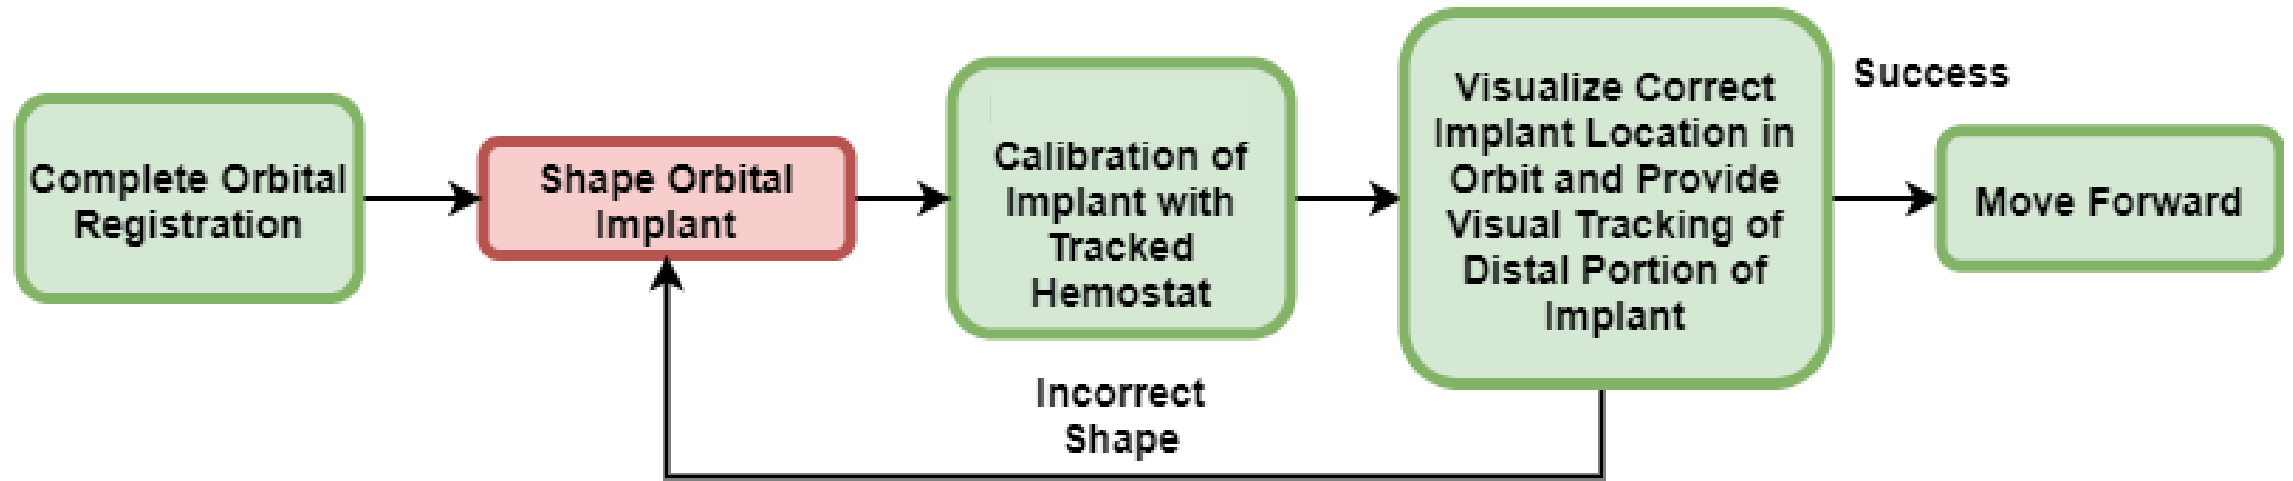 Complete Orbital
Registration
Shape Orbital
Implant
Calibration of
Implant with
Tracked
Hemostat
Visualize Correct
Implant Location in
Orbit and Provide
Visual Tracking of
Distal Portion of
Implant
Success
Move Forward
Incorrect
Shape